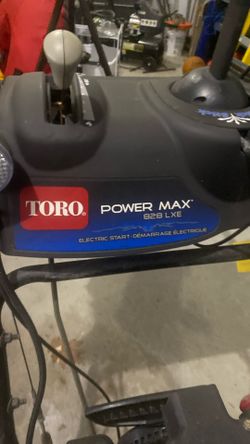 TORO
POWER MAX
828 LXE
ELECTRIC START-DÉMARRAGE ÉLECTRIQUE